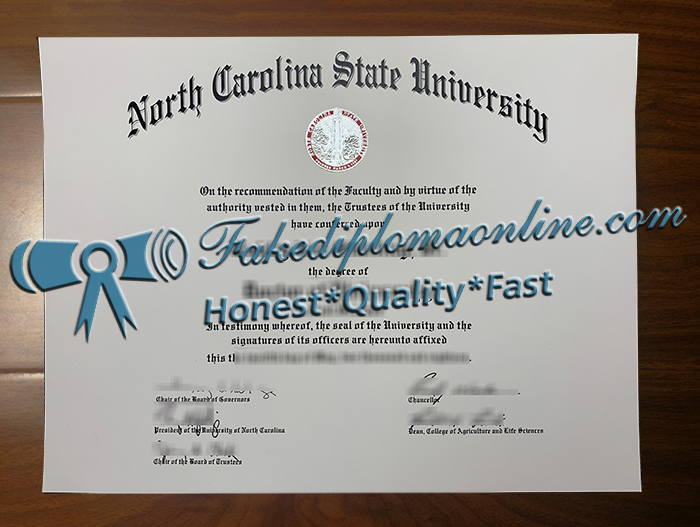 North Carolina State University
On the recommendation of the Faculty and by virtue of the
authority vested in them, the Trustees of the University
have conferred upon
Fakediplomaonline.com
the degree of
Honest*Quality*Fast
In testimony whereof, the seal of the University and the
signatures of its officers are hereunto affixed
this
Chair of the Board of Governors
Chancellor
President of the University of North Carolina
Dean, College of Agriculture and Life Sciences
Chair of the Board of Trustees